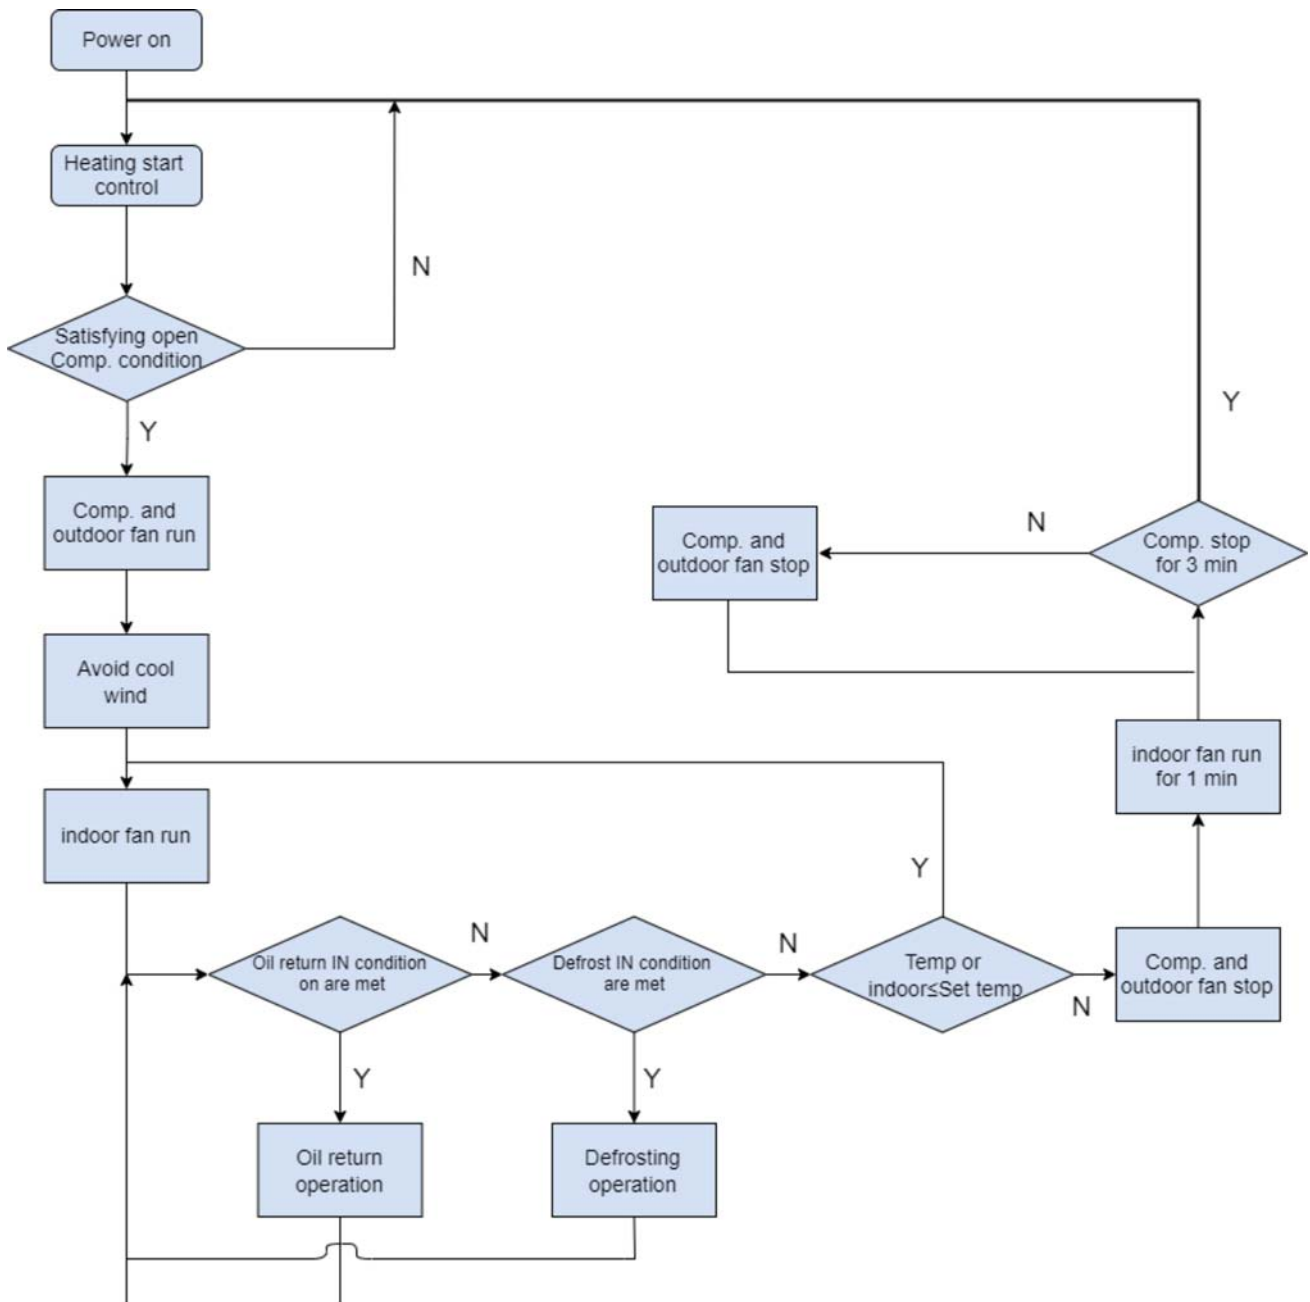 Power on
Heating start
control
N
Satisfying open
Comp. condition
Y
Y
Comp. and
outdoor fan run
Comp. and
outdoor fan stop
N
Comp. stop
for 3 min
Avoid cool
wind
indoor fan run
for 1 min
indoor fan run
Y
Oil return IN condition
on are met
N
Defrost IN condition
are met
N
Temp or
indoor≤Set temp
N
Comp. and
outdoor fan stop
Y
Y
Oil return
operation
Defrosting
operation